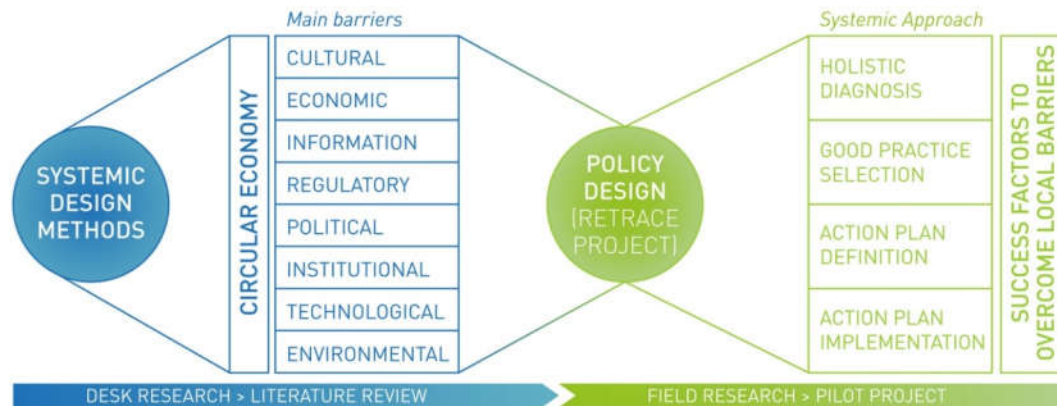 Main barriers
SYSTEMIC
DESIGN
METHODS
CIRCULAR ECONOMY
CULTURAL
ECONOMIC
INFORMATION
REGULATORY
POLITICAL
INSTITUTIONAL
TECHNOLOGICAL
ENVIRONMENTAL
POLICY
DESIGN
(RETRACE
PROJECT)
Systemic Approach
HOLISTIC
DIAGNOSIS
GOOD PRACTICE
SELECTION
ACTION PLAN
DEFINITION
ACTION PLAN
IMPLEMENTATION
SUCCESS FACTORS TO
OVERCOME LOCAL BARRIERS
DESK RESEARCH > LITERATURE REVIEW
FIELD RESEARCH > PILOT PROJECT